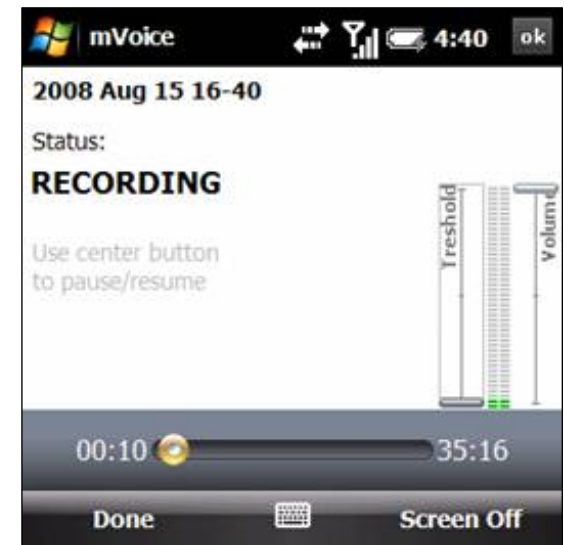 mVoice 4:40 ok
2008 Aug 15 16-40
Status:
RECORDING
Use center button
to pause/resume
Treshold
Volume
00:10 35:16
Done Screen Off